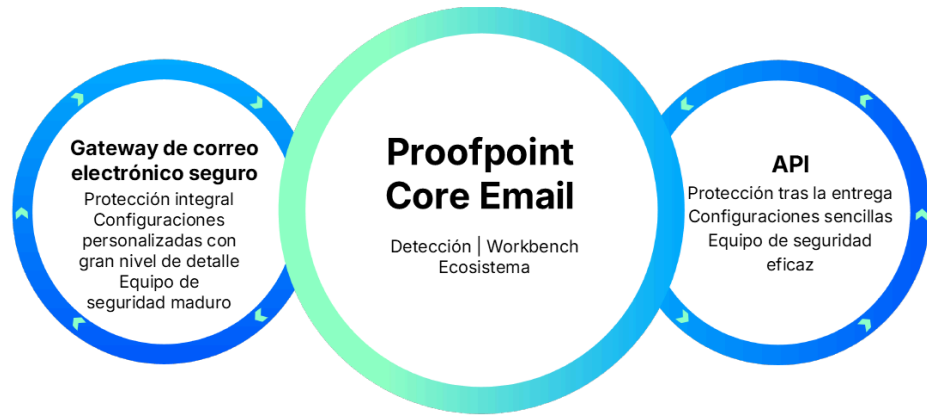 Gateway de correo
electrónico seguro
Protección integral
Configuraciones
personalizadas con
gran nivel de detalle
Equipo de
seguridad maduro
Proofpoint
Core Email
Detección | Workbench
Ecosistema
API
Protección tras la entrega
Configuraciones sencillas
Equipo de seguridad
eficaz